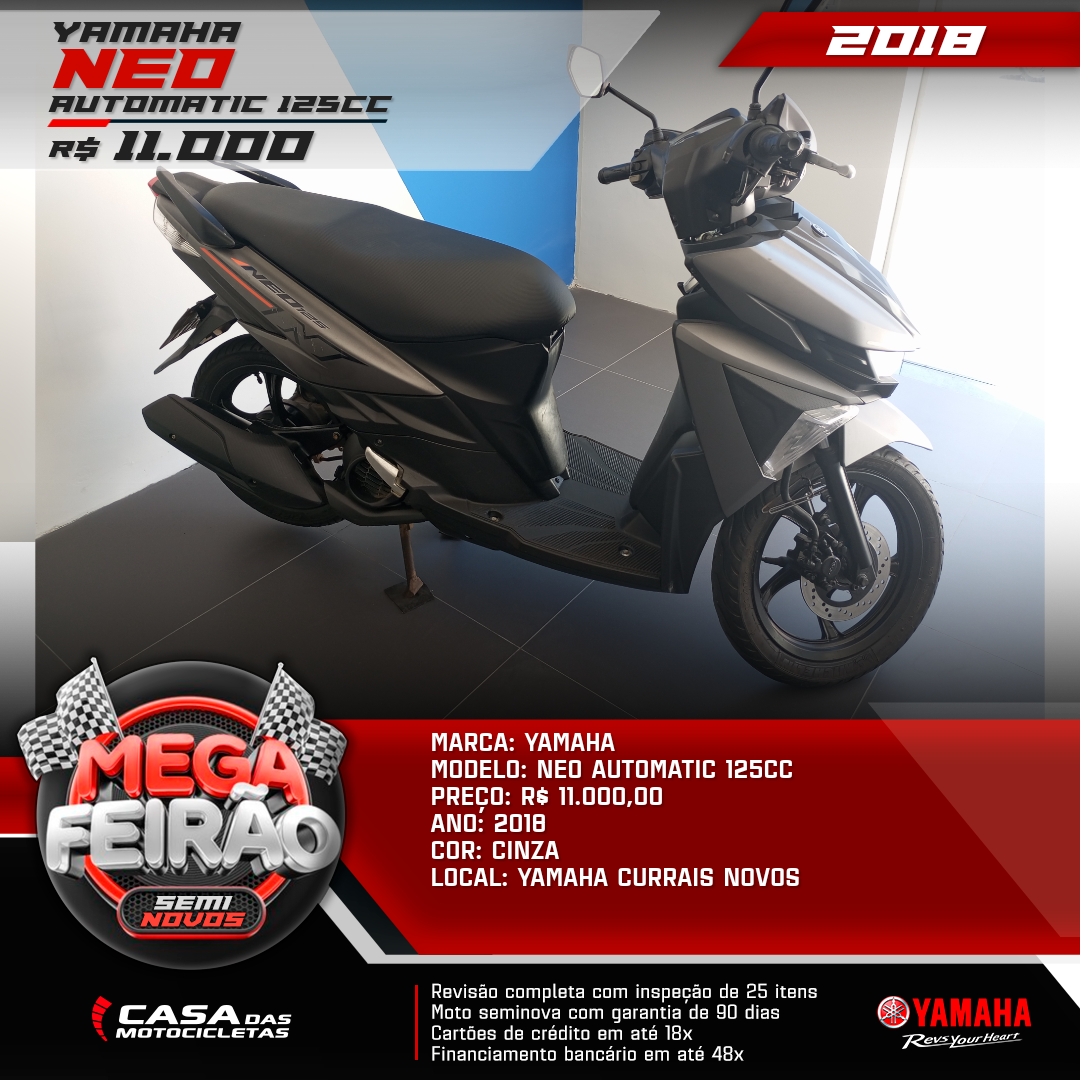 YAMAHA
NEO
AUTOMATIC 125CC
R$ 11.000
2018
NEO125
MEGA
FEIRÃO
SEMI
NOVOS
MARCA: YAMAHA
MODELO: NEO AUTOMATIC 125CC
PREÇO: R$ 11.000,00
ANO: 2018
COR: CINZA
LOCAL: YAMAHA CURRAIS NOVOS
CASA DAS
MOTOCICLETAS
Revisão completa com inspeção de 25 itens
Moto seminova com garantia de 90 dias
Cartões de crédito em até 18x
Financiamento bancário em até 48x
YAMAHA
Revs Your Heart